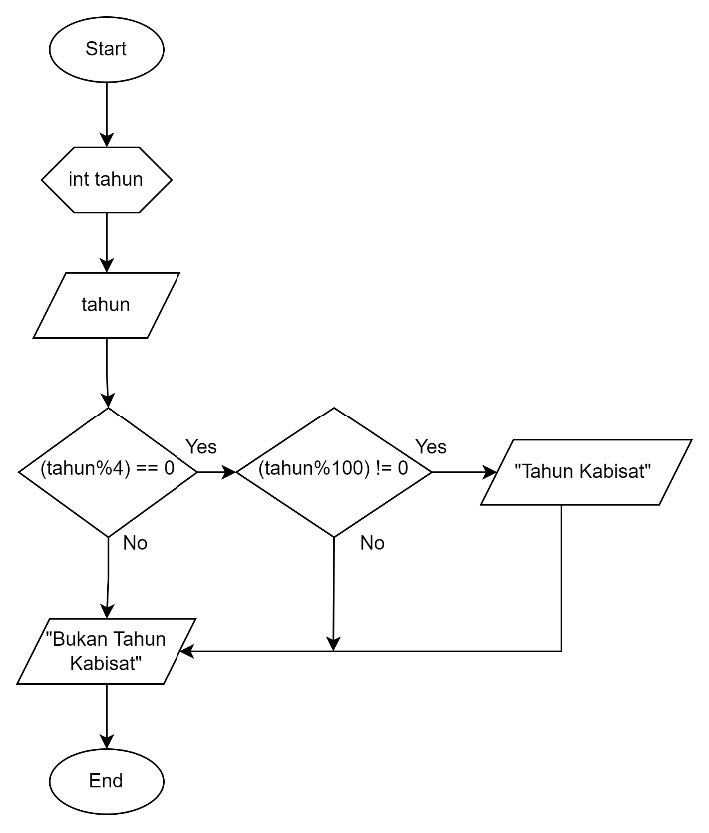 Start
int tahun
tahun
(tahun%4) == 0
Yes
(tahun%100) != 0
Yes
"Tahun Kabisat"
No
No
"Bukan Tahun
Kabisat"
End